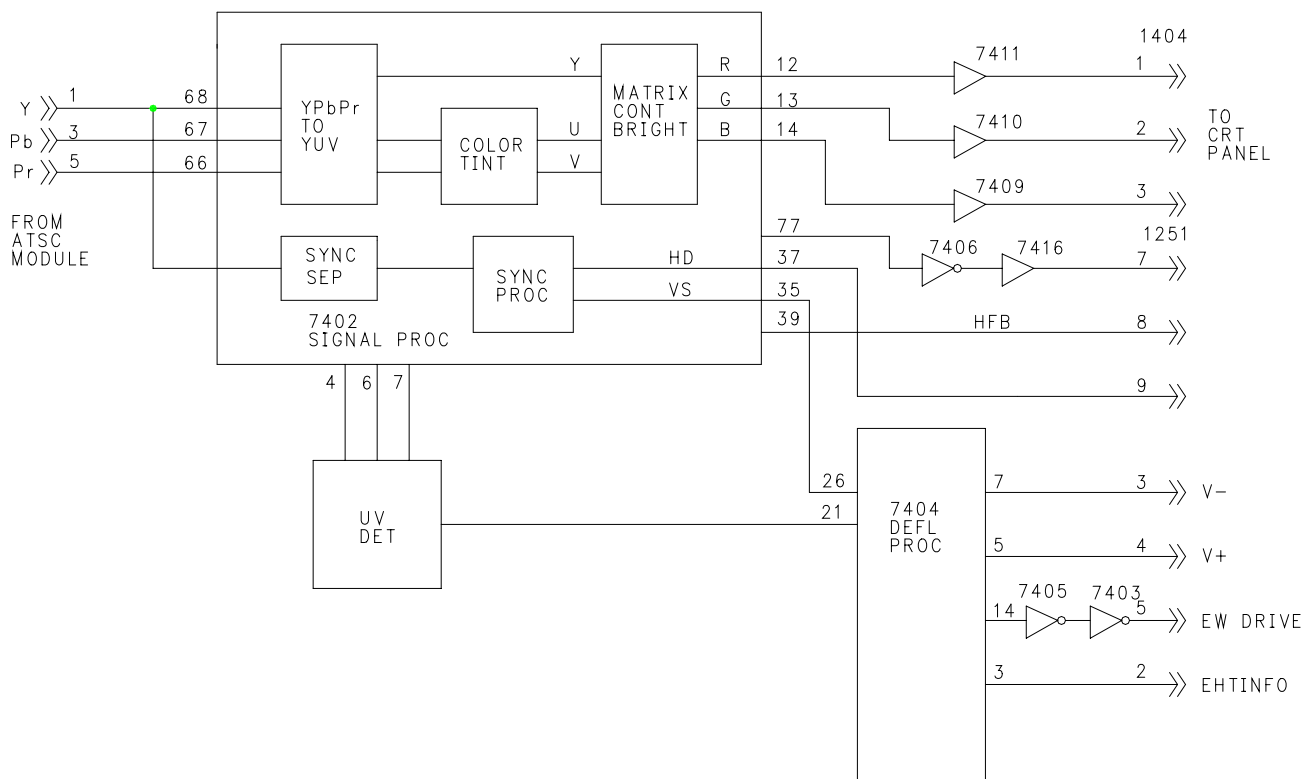 1404
7411
Y
R
12
1
1
Y
68
YPbPr
TO
YUV
MATRIX
CONT
BRIGHT
G
13
7410
TO
CRT
PANEL
Pb
3
67
COLOR
TINT
U
B
14
2
Pr
5
66
V
7409
3
FROM
ATSC
MODULE
77
1251
SYNC
SEP
SYNC
PROC
HD
37
7406
7416
7
VS
35
7402
SIGNAL PROC
39
HFB
8
4
6
7
9
UV
DET
26
21
7404
DEFL
PROC
7
3
V-
5
4
V+
7405
7403
14
5
EW DRIVE
3
2
EHTINFO